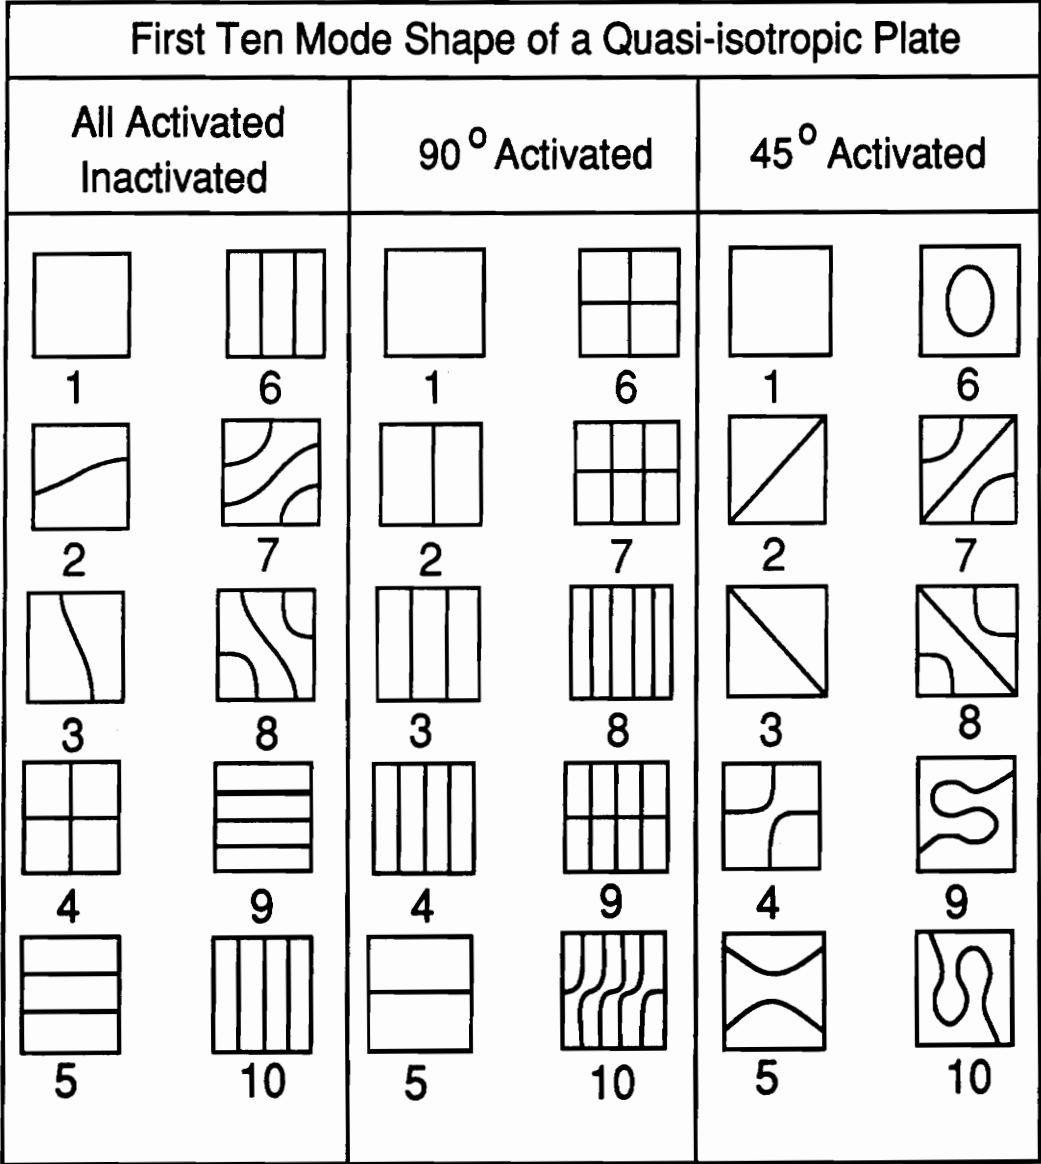 First Ten Mode Shape of a Quasi-isotropic Plate
All Activated
Inactivated
90° Activated
45° Activated
1 6 1 6 1 6
2 7 2 7 2 7
3 8 3 8 3 8
4 9 4 9 4 9
5 10 5 10 5 10